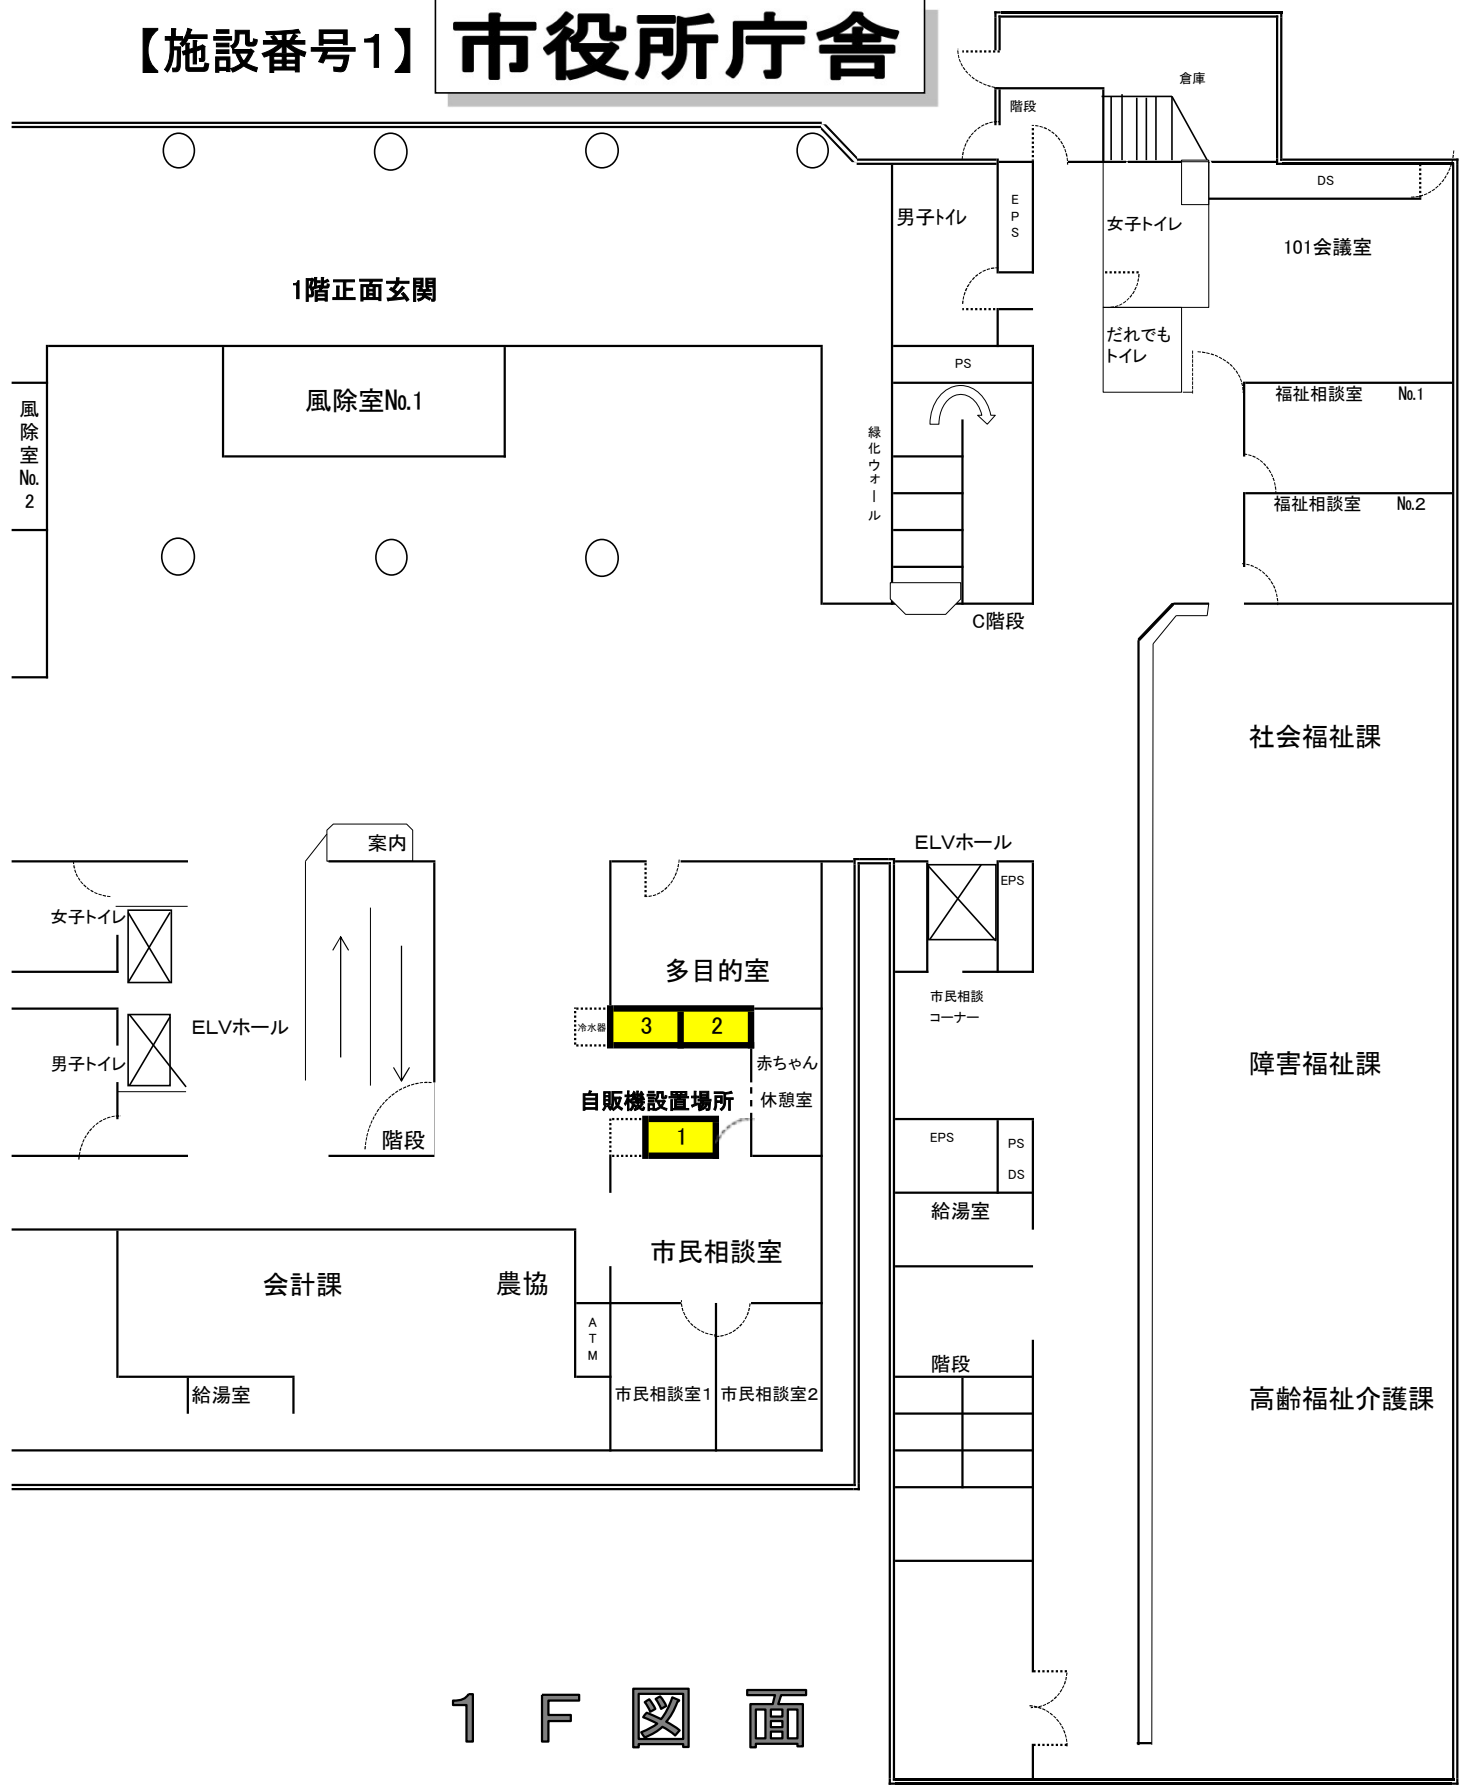 【施設番号1】
市役所庁舎
倉庫
階段
DS
EPS
男子トイレ
女子トイレ
101会議室
1階正面玄関
だれでも
トイレ
PS
風除室№1
福祉相談室 №1
風除室№2
緑化ウォール
福祉相談室 №2
C階段
社会福祉課
案内
ELVホール
EPS
女子トイレ
多目的室
市民相談
コーナー
冷水器
3
2
ELVホール
男子トイレ
赤ちゃん
休憩室
障害福祉課
自販機設置場所
1
階段
EPS
PS
DS
給湯室
市民相談室
会計課
農協
ATM
階段
給湯室
市民相談室1
市民相談室2
高齢福祉介護課
1F図面